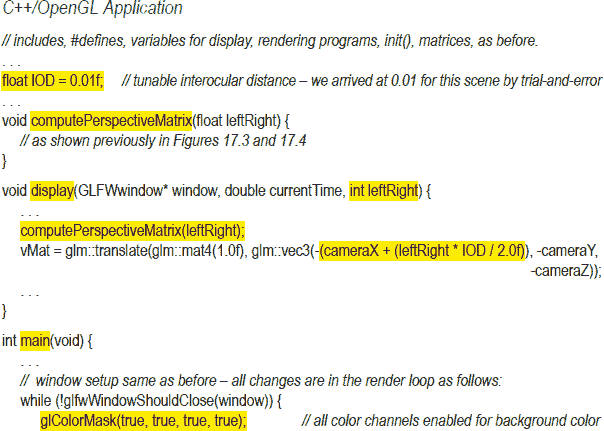 C++/OpenGL Application
// includes, #defines, variables for display, rendering programs, init(), matrices, as before.
. . .
float IOD = 0.01f; // tunable interocular distance – we arrived at 0.01 for this scene by trial-and-error
. . .
void computePerspectiveMatrix(float leftRight) {
// as shown previously in Figures 17.3 and 17.4
}
void display(GLFWwindow* window, double currentTime, int leftRight) {
. . .
computePerspectiveMatrix(leftRight);
vMat = glm::translate(glm::mat4(1.0f), glm::vec3(-(cameraX + (leftRight * IOD / 2.0f)), -cameraY,
-cameraZ));
. . .
}
int main(void) {
. . .
// window setup same as before – all changes are in the render loop as follows:
while (!glfwWindowShouldClose(window)) {
glColorMask(true, true, true, true); // all color channels enabled for background color